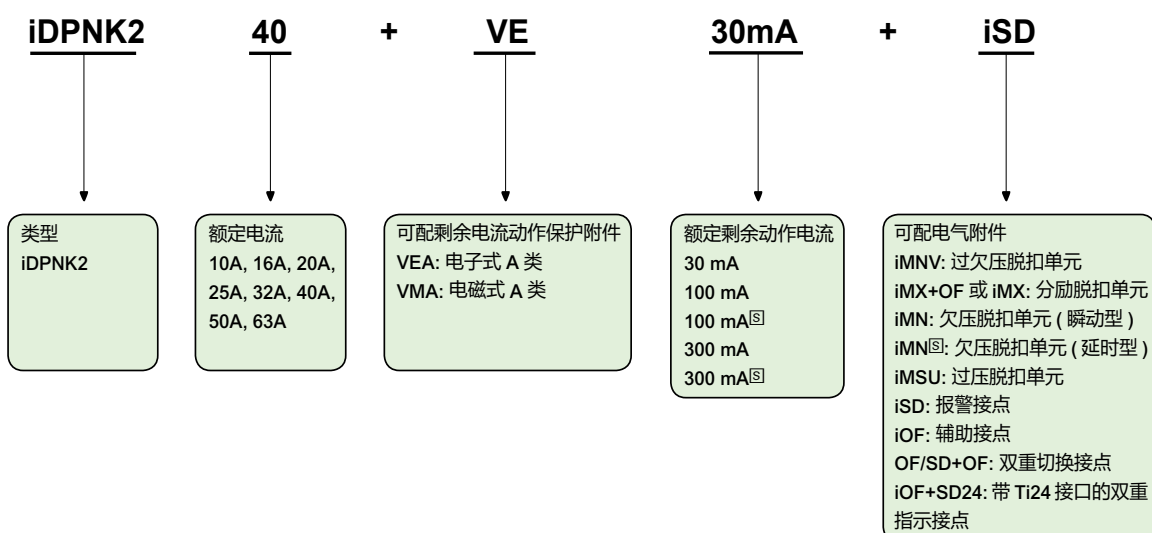 iDPNK2 40 + VE 30mA + iSD
类型
iDPNK2
额定电流
10A, 16A, 20A,
25A, 32A, 40A,
50A, 63A
可配剩余电流动作保护附件
VEA: 电子式 A 类
VMA: 电磁式 A 类
额定剩余动作电流
30 mA
100 mA
100 mA🅂
300 mA
300 mA🅂
可配电气附件
iMNV: 过欠压脱扣单元
iMX+OF 或 iMX: 分励脱扣单元
iMN: 欠压脱扣单元 ( 瞬动型 )
iMN🅂: 欠压脱扣单元 ( 延时型 )
iMSU: 过压脱扣单元
iSD: 报警接点
iOF: 辅助接点
OF/SD+OF: 双重切换接点
iOF+SD24: 带 Ti24 接口的双重
指示接点